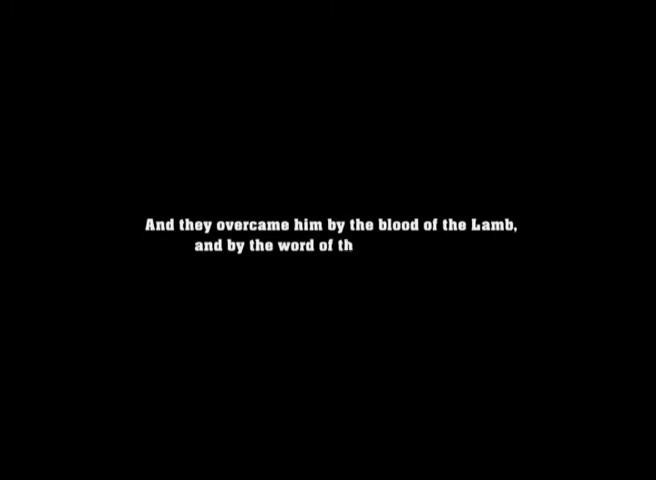 And they overcame him by the blood of the Lamb,
and by the word of th